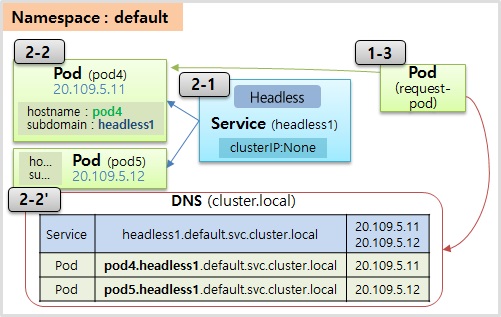 Namespace : default
2-2
Pod (pod4)
20.109.5.11
hostname : pod4
subdomain : headless1
2-1
Headless
Service (headless1)
clusterIP:None
1-3
Pod
(request-
pod)
ho...
su...
Pod (pod5)
20.109.5.12
2-2'
DNS (cluster.local)
Service headless1.default.svc.cluster.local 20.109.5.11
20.109.5.12
Pod pod4.headless1.default.svc.cluster.local 20.109.5.11
Pod pod5.headless1.default.svc.cluster.local 20.109.5.12